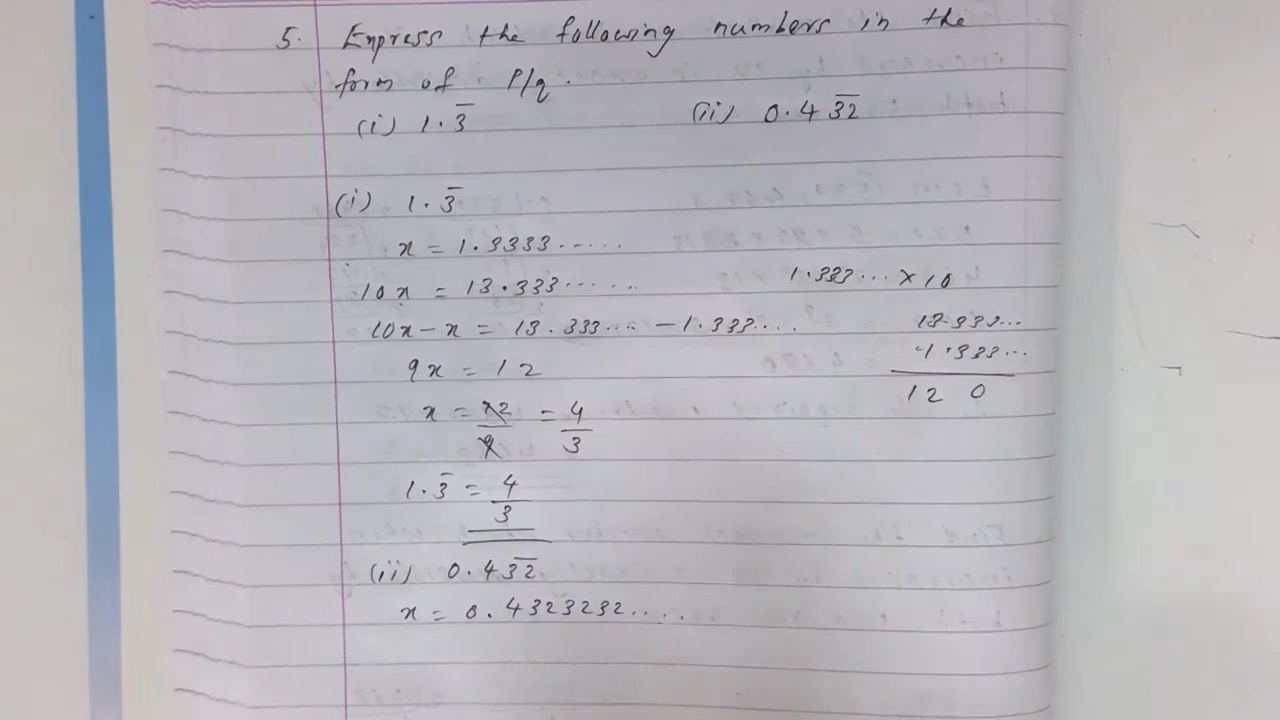 5. Express the following numbers in the
form of P/q.
(i) 1.3̅ (ii) 0.43̅2̅
(i) 1.3̅
x = 1.3333.....
10x = 13.333...... 1.333... × 10
10x - x = 13.333.... - 1.333.... 13.333...
-1.333...
9x = 12 12 0
x = 12/9 = 4/3
1.3̅ = 4/3
(ii) 0.43̅2̅
x = 0.4323232....